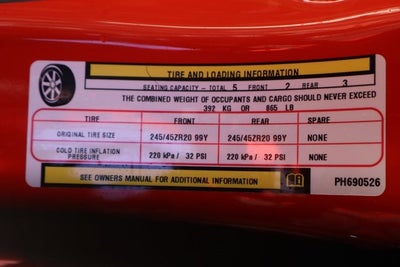 TIRE AND LOADING INFORMATION
SEATING CAPACITY - TOTAL 5 FRONT 2 REAR 3
THE COMBINED WEIGHT OF OCCUPANTS AND CARGO SHOULD NEVER EXCEED
392 KG OR 865 LB
TIRE FRONT REAR SPARE
ORIGINAL TIRE SIZE 245/45ZR20 99Y 245/45ZR20 99Y NONE
COLD TIRE INFLATION
PRESSURE 220 kPa / 32 PSI 220 kPa / 32 PSI NONE
SEE OWNERS MANUAL FOR ADDITIONAL INFORMATION PH690526